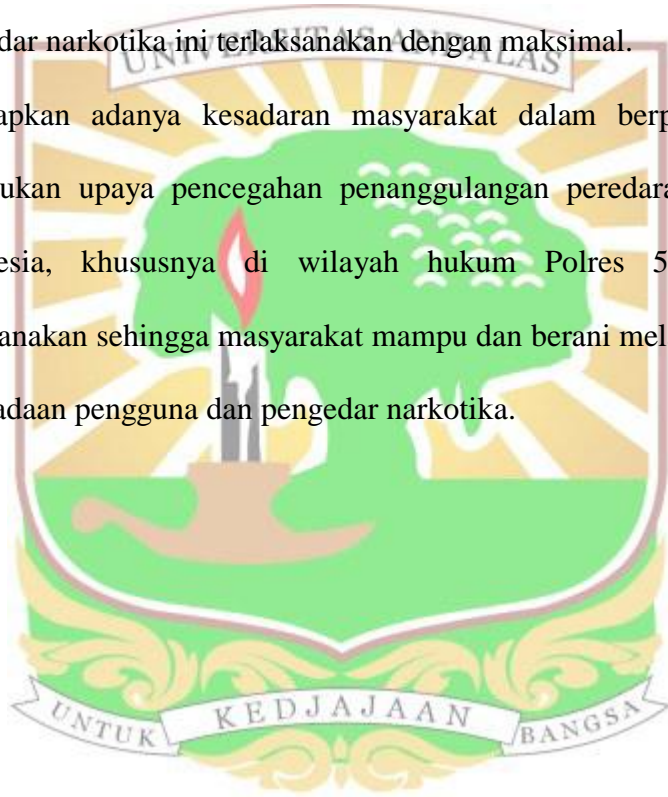 dar narkotika ini terlaksanakan dengan maksimal.
UNIVERSITAS ANDALAS
apkan adanya kesadaran masyarakat dalam berp
ukan upaya pencegahan penanggulangan peredara
esia, khususnya di wilayah hukum Polres 5
anakan sehingga masyarakat mampu dan berani mel
adaan pengguna dan pengedar narkotika.
UNTUK KEDJAJAAN BANGSA